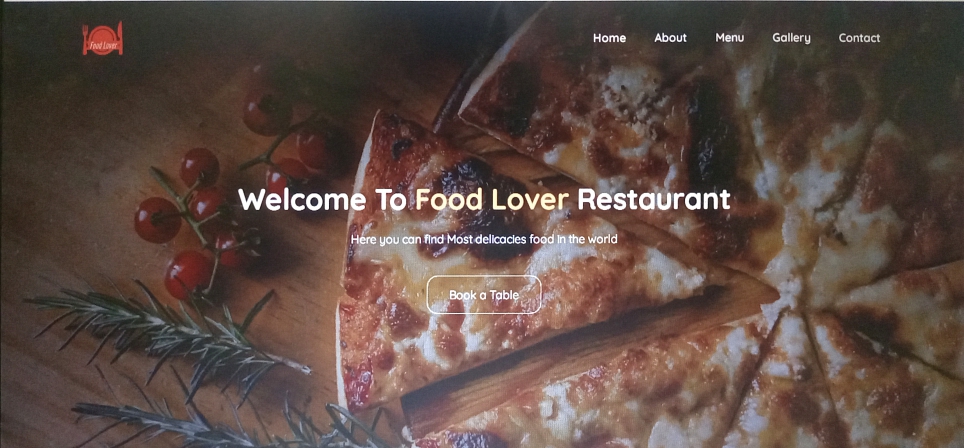 Food Lover
Home About Menu Gallery Contact
Welcome To Food Lover Restaurant
Here you can find Most delicacies food in the world
Book a Table